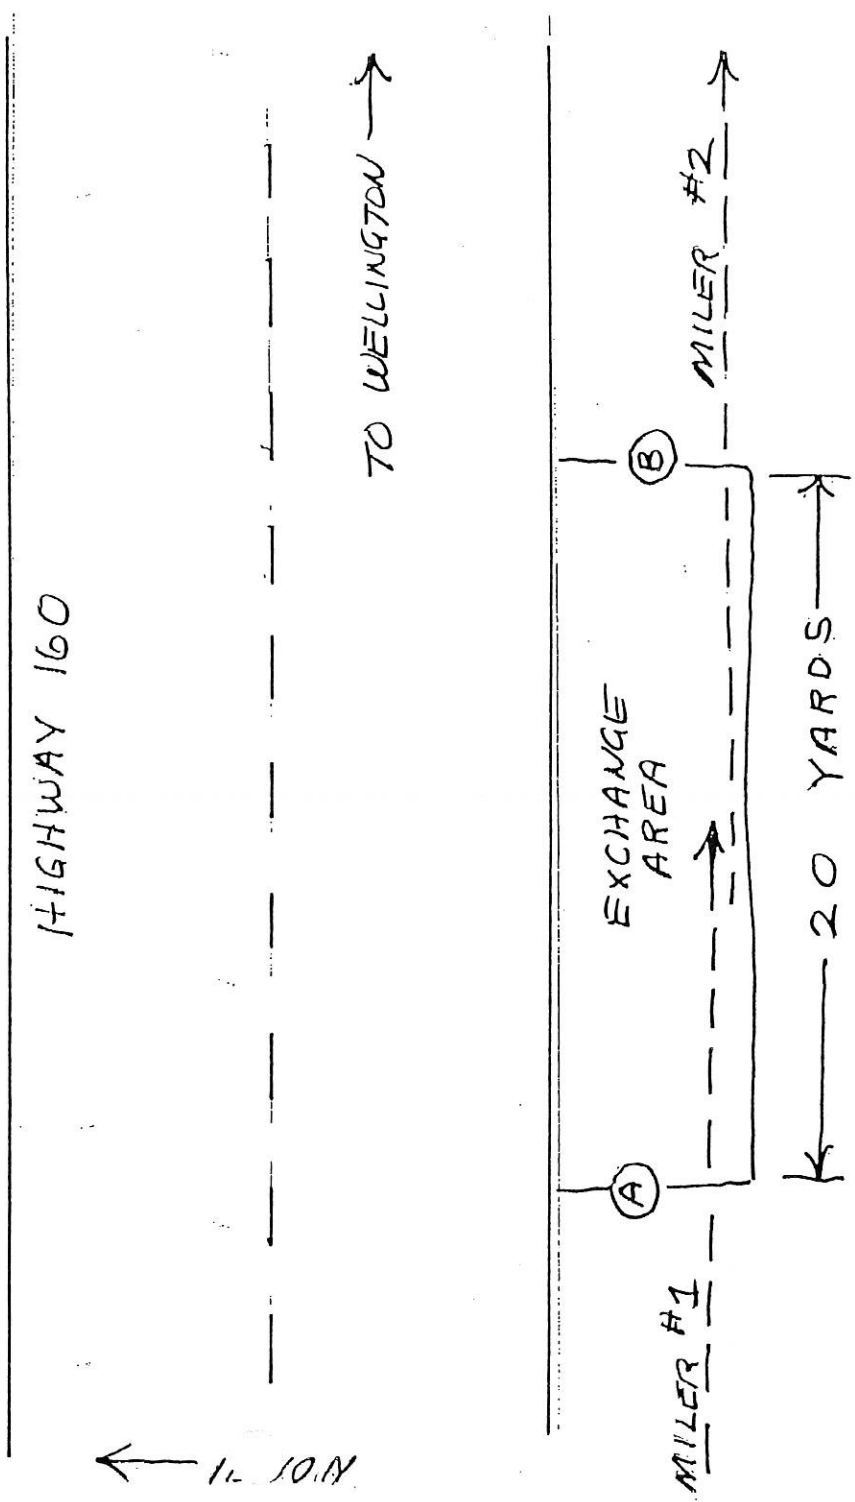 HIGHWAY 160
TO WELLINGTON
EXCHANGE
AREA
A
B
MILER #1
MILER #2
20 YARDS